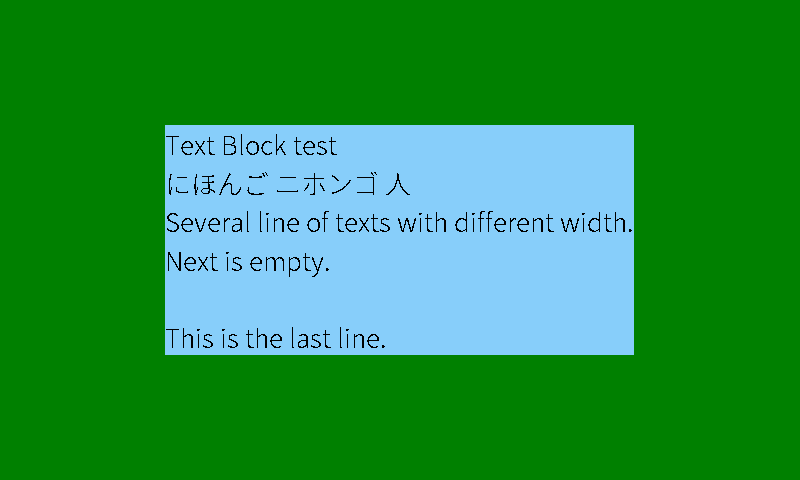 Text Block test
にほんご ニホンゴ 人
Several line of texts with different width.
Next is empty.

This is the last line.